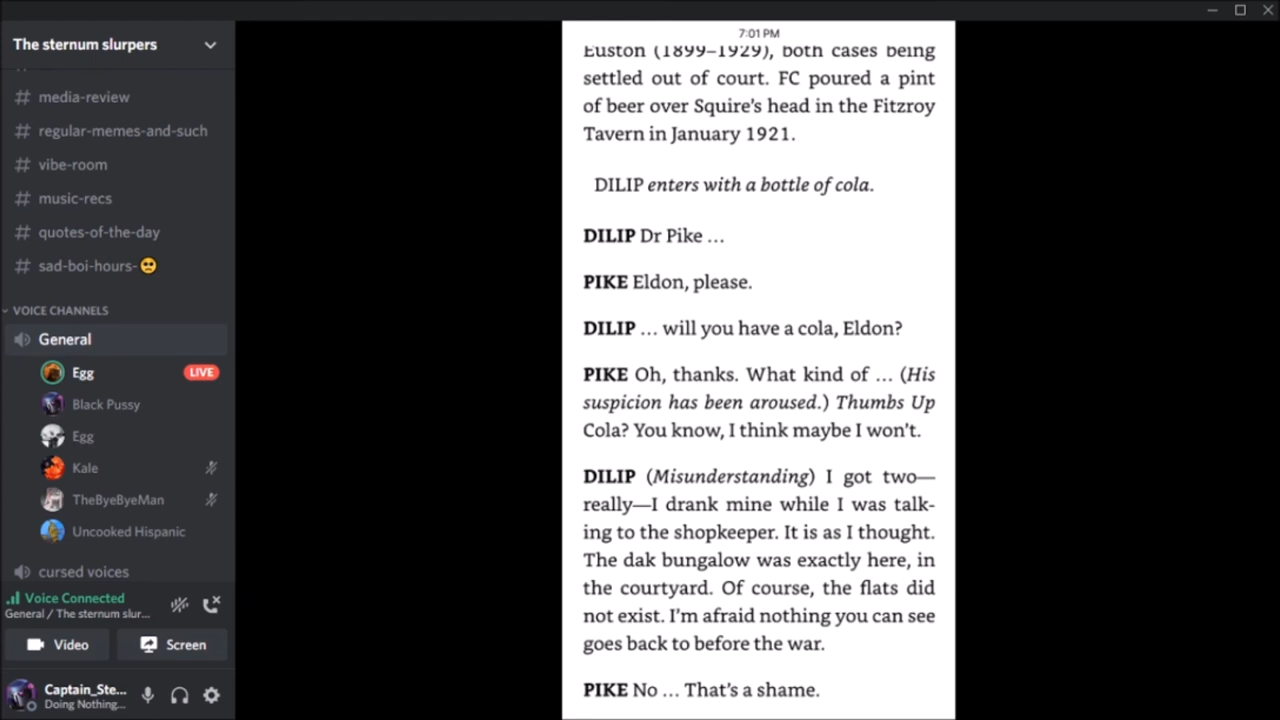 The sternum slurpers
# media-review
# regular-memes-and-such
# vibe-room
# music-recs
# quotes-of-the-day
# sad-boi-hours-🥺
VOICE CHANNELS
General
Egg LIVE
Black Pussy
Egg
Kale
TheByeByeMan
Uncooked Hispanic
cursed voices
Voice Connected
General / The sternum slur...
Video Screen
Captain_Ste...
Doing Nothing...
7:01 PM
Euston (1899–1929), both cases being
settled out of court. FC poured a pint
of beer over Squire’s head in the Fitzroy
Tavern in January 1921.
DILIP enters with a bottle of cola.
DILIP Dr Pike …
PIKE Eldon, please.
DILIP … will you have a cola, Eldon?
PIKE Oh, thanks. What kind of … (His
suspicion has been aroused.) Thumbs Up
Cola? You know, I think maybe I won’t.
DILIP (Misunderstanding) I got two—
really—I drank mine while I was talk-
ing to the shopkeeper. It is as I thought.
The dak bungalow was exactly here, in
the courtyard. Of course, the flats did
not exist. I’m afraid nothing you can see
goes back to before the war.
PIKE No … That’s a shame.